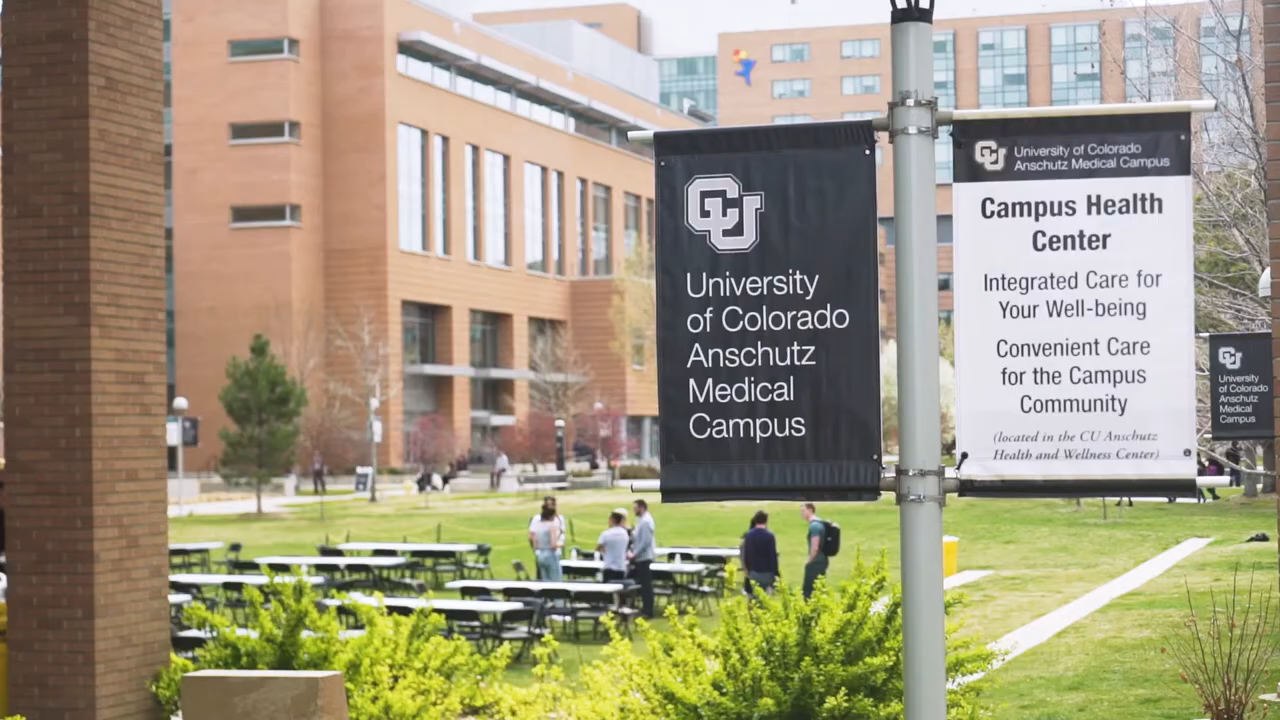 CU
University
of Colorado
Anschutz
Medical
Campus
CU
University of Colorado
Anschutz Medical Campus
Campus Health
Center
Integrated Care for
Your Well-being
Convenient Care
for the Campus
Community
(located in the CU Anschutz
Health and Wellness Center)
CU
University
of Colorado
Anschutz
Medical
Campus